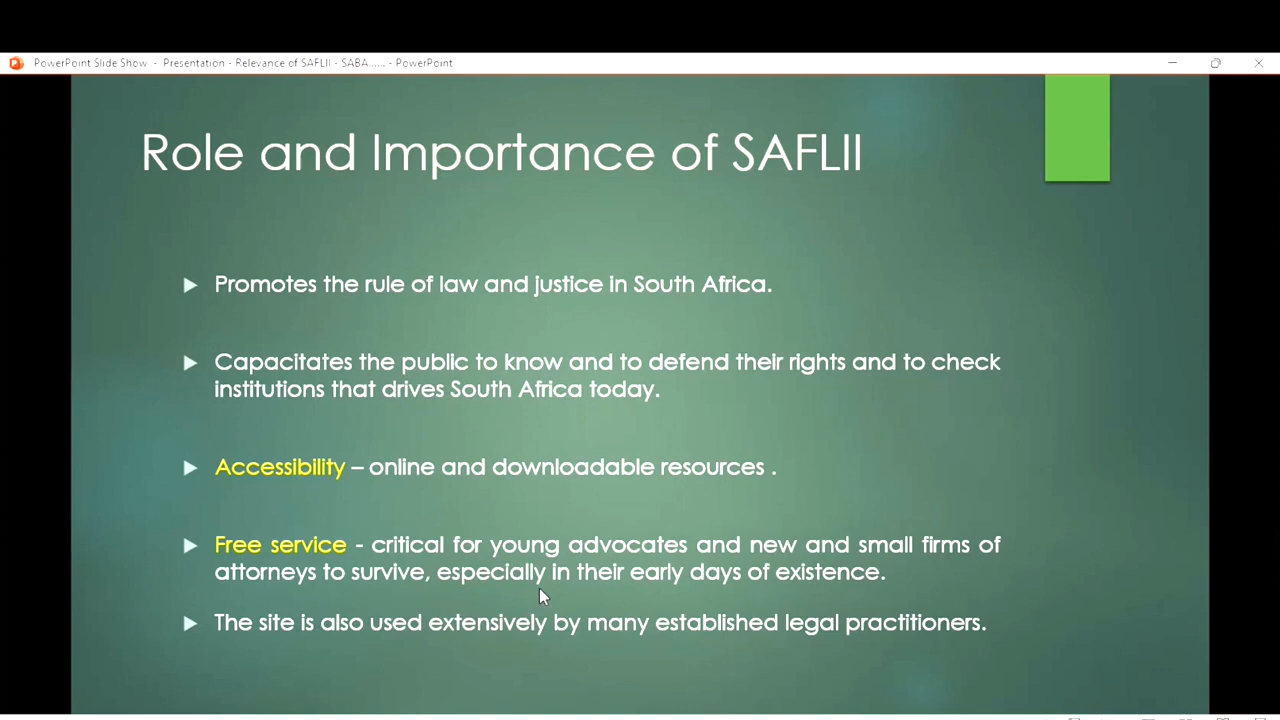 PowerPoint Slide Show - Presentation - Relevance of SAFLII - SABA...... - PowerPoint
Role and Importance of SAFLII
Promotes the rule of law and justice in South Africa.
Capacitates the public to know and to defend their rights and to check
institutions that drives South Africa today.
Accessibility – online and downloadable resources .
Free service - critical for young advocates and new and small firms of
attorneys to survive, especially in their early days of existence.
The site is also used extensively by many established legal practitioners.